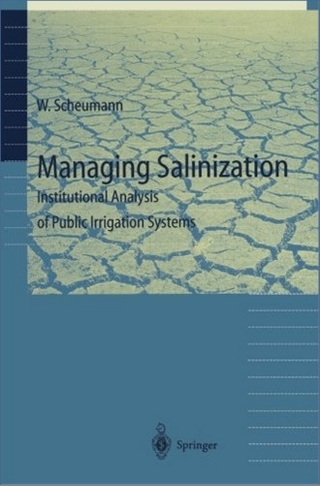 W. Scheumann
Managing Salinization
Institutional Analysis
of Public Irrigation Systems
Springer